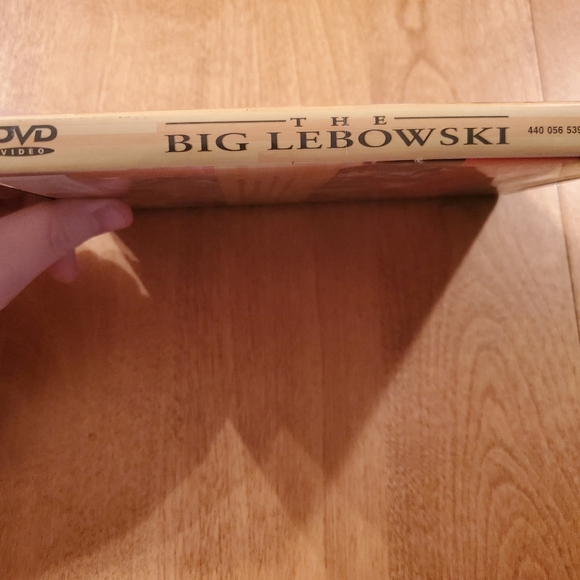 DVD
VIDEO
THE
BIG LEBOWSKI
440 056 539